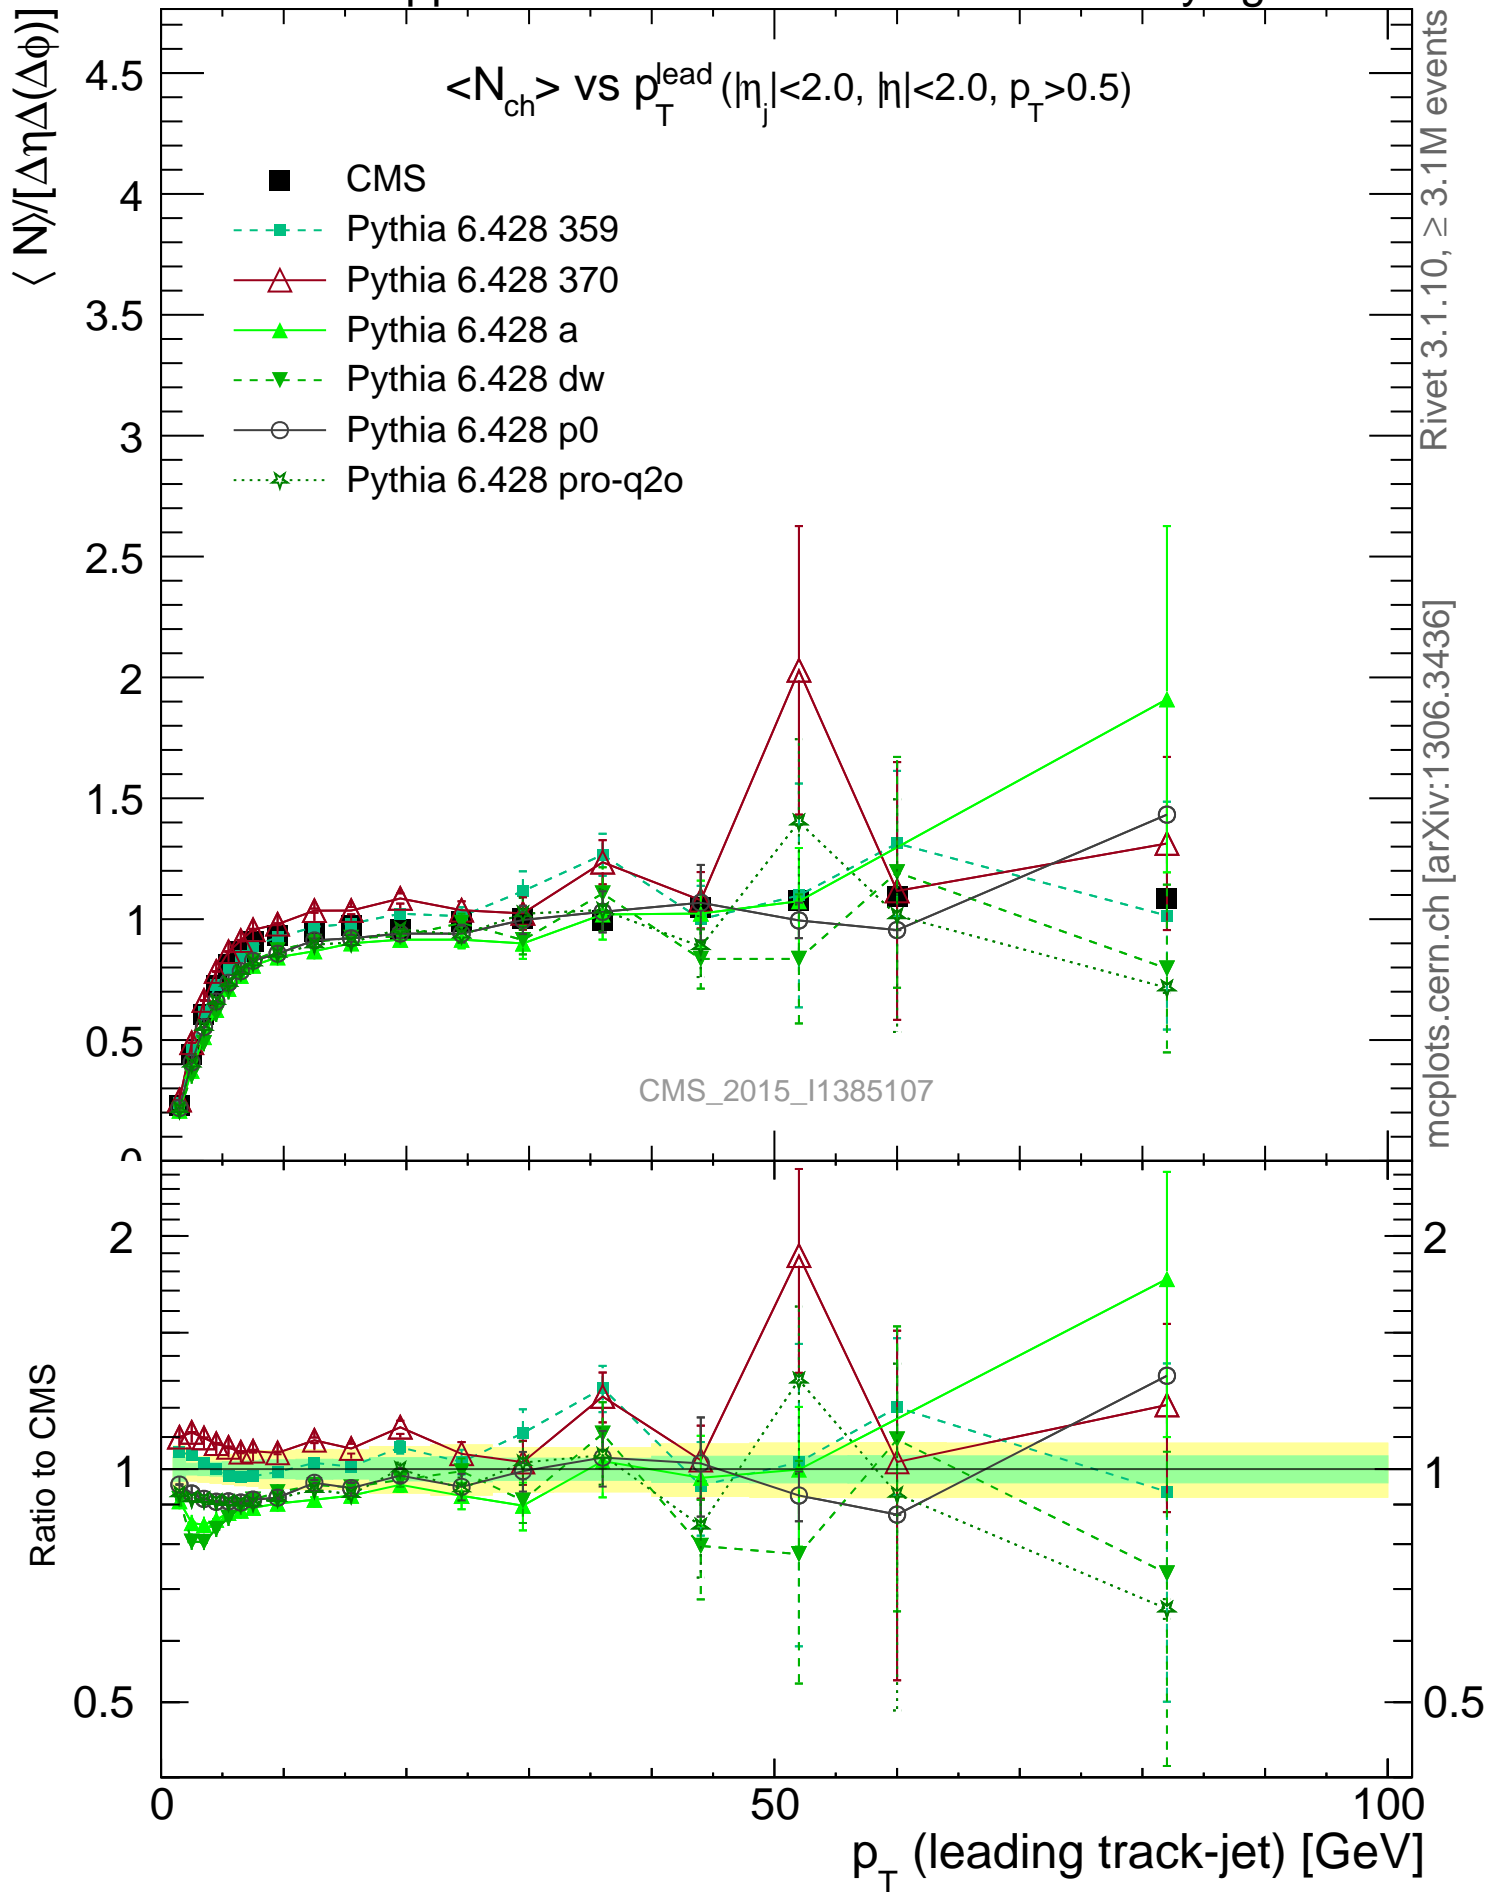 <N_ch> vs p_T^lead (|η_j|<2.0, |η|<2.0, p_T>0.5)
⟨ N⟩/[ΔηΔ(Δφ)]
4.5
4
3.5
3
2.5
2
1.5
1
0.5
0
CMS
Pythia 6.428 359
Pythia 6.428 370
Pythia 6.428 a
Pythia 6.428 dw
Pythia 6.428 p0
Pythia 6.428 pro-q2o
CMS_2015_I1385107
Rivet 3.1.10, ≥ 3.1M events
mcplots.cern.ch [arXiv:1306.3436]
Ratio to CMS
2
1
0.5
2
1
0.5
0
50
100
p_T (leading track-jet) [GeV]